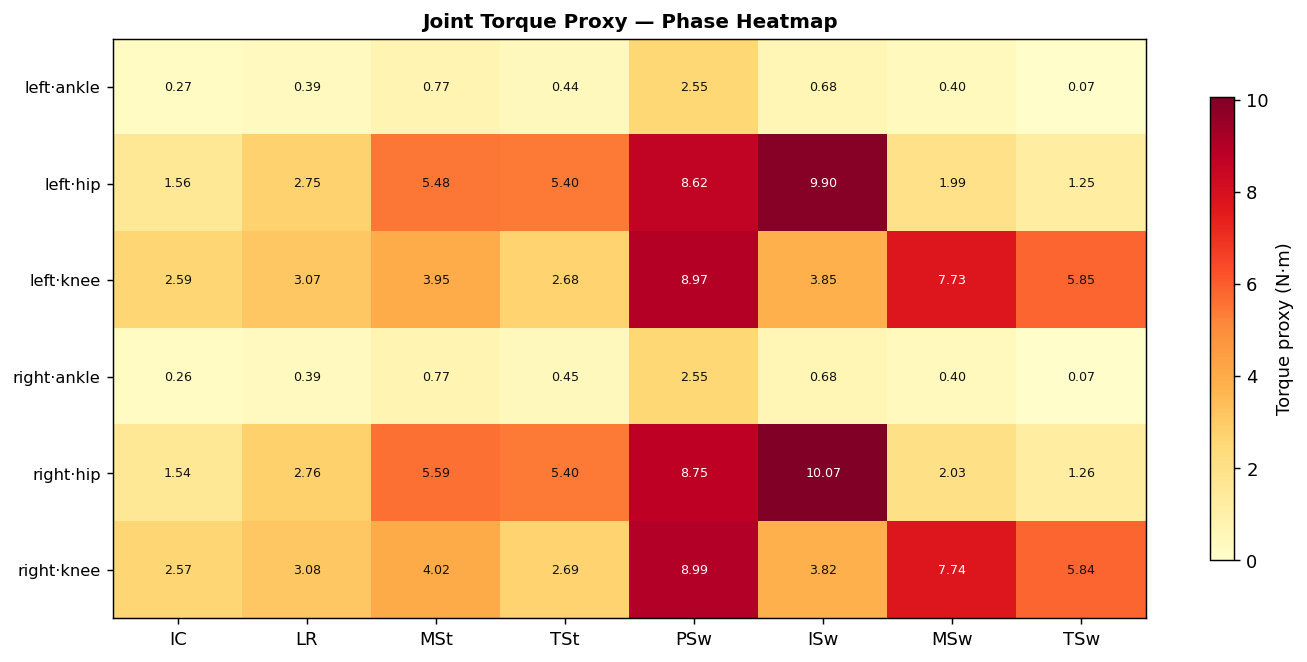 Joint Torque Proxy — Phase Heatmap
left·ankle 0.27 0.39 0.77 0.44 2.55 0.68 0.40 0.07
left·hip 1.56 2.75 5.48 5.40 8.62 9.90 1.99 1.25
left·knee 2.59 3.07 3.95 2.68 8.97 3.85 7.73 5.85
right·ankle 0.26 0.39 0.77 0.45 2.55 0.68 0.40 0.07
right·hip 1.54 2.76 5.59 5.40 8.75 10.07 2.03 1.26
right·knee 2.57 3.08 4.02 2.69 8.99 3.82 7.74 5.84
IC LR MSt TSt PSw ISw MSw TSw
10
8
6
4
2
0
Torque proxy (N·m)